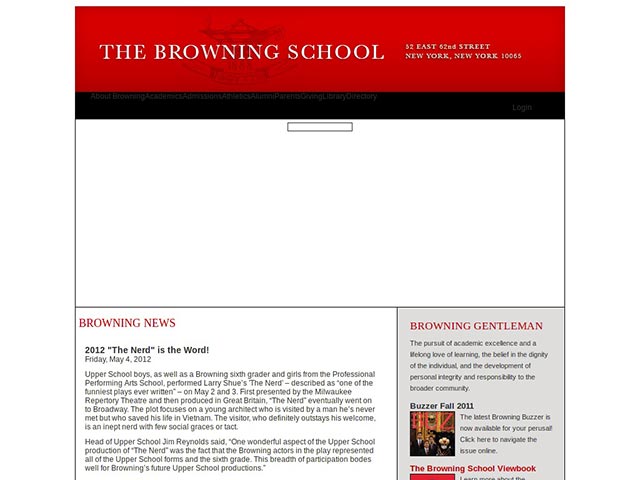 THE BROWNING SCHOOL
52 EAST 62nd STREET
NEW YORK, NEW YORK 10065
About BrowningAcademicsAdmissionsAthleticsAlumniParentsGivingLibraryDirectory
Login
BROWNING NEWS
2012 "The Nerd" is the Word!
Friday, May 4, 2012
Upper School boys, as well as a Browning sixth grader and girls from the Professional
Performing Arts School, performed Larry Shue's 'The Nerd' – described as “one of the
funniest plays ever written” – on May 2 and 3. First presented by the Milwaukee
Repertory Theatre and then produced in Great Britain, “The Nerd” eventually went on
to Broadway. The plot focuses on a young architect who is visited by a man he’s never
met but who saved his life in Vietnam. The visitor, who definitely outstays his welcome,
is an inept nerd with few social graces or tact.
Head of Upper School Jim Reynolds said, “One wonderful aspect of the Upper School
production of “The Nerd” was the fact that the Browning actors in the play represented
all of the Upper School forms and the sixth grade. This breadth of participation bodes
well for Browning’s future Upper School productions.”
BROWNING GENTLEMAN
The pursuit of academic excellence and a
lifelong love of learning, the belief in the dignity
of the individual, and the development of
personal integrity and responsibility to the
broader community.
Buzzer Fall 2011
The latest Browning Buzzer is
now available for your perusal!
Click here to navigate the
issue online.
The Browning School Viewbook
Learn more about the